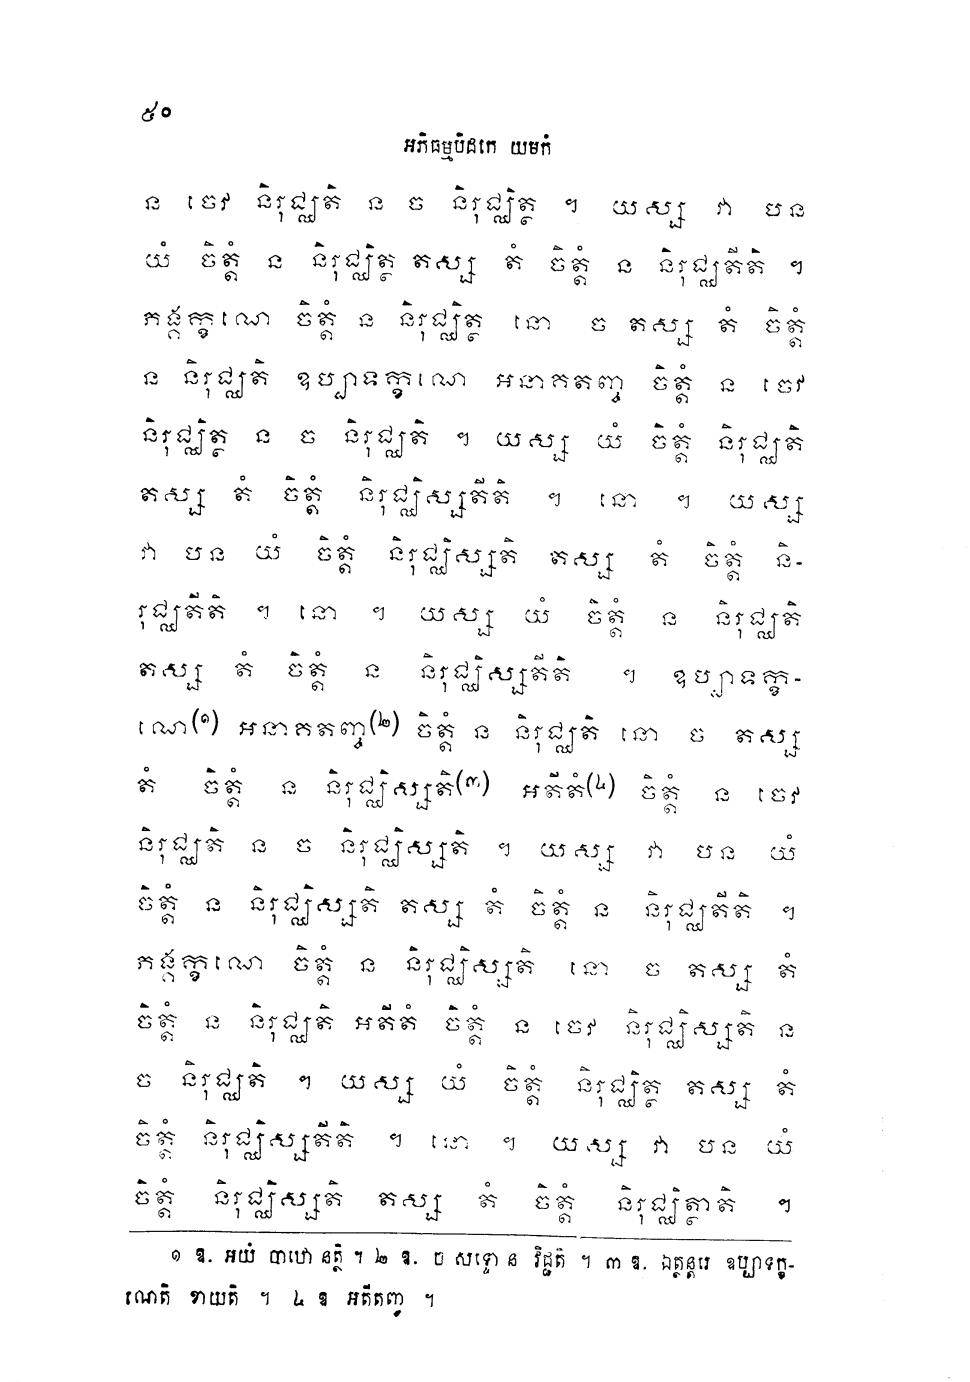 ៥០
អភិធម្មបិដកេ យមកំ
ន ចេវ និរុជ្ឈតិ ន ច និរុជ្ឈិត្ថ ។ យស្ស វា បន
យំ ចិត្តំ ន និរុជ្ឈិត្ថ តស្ស តំ ចិត្តំ ន និរុជ្ឈតីតិ ។
ភង្គក្ខណេ ចិត្តំ ន និរុជ្ឈិត្ថ នោ ច តស្ស តំ ចិត្តំ
ន និរុជ្ឈតិ ឧប្បាទក្ខណេ អនាគតញ្ច ចិត្តំ ន ចេវ
និរុជ្ឈិត្ថ ន ច និរុជ្ឈតិ ។ យស្ស យំ ចិត្តំ និរុជ្ឈតិ
តស្ស តំ ចិត្តំ និរុជ្ឈិស្សតីតិ ។ នោ ។ យស្ស
វា បន យំ ចិត្តំ និរុជ្ឈិស្សតិ តស្ស តំ ចិត្តំ និ-
រុជ្ឈតីតិ ។ នោ ។ យស្ស យំ ចិត្តំ ន និរុជ្ឈតិ
តស្ស តំ ចិត្តំ ន និរុជ្ឈិស្សតីតិ ។ ឧប្បាទក្ខ-
ណេ(១) អនាគតញ្ច(២) ចិត្តំ ន និរុជ្ឈតិ នោ ច តស្ស
តំ ចិត្តំ ន និរុជ្ឈិស្សតិ(៣) អតីតំ(៤) ចិត្តំ ន ចេវ
និរុជ្ឈតិ ន ច និរុជ្ឈិស្សតិ ។ យស្ស វា បន យំ
ចិត្តំ ន និរុជ្ឈិស្សតិ តស្ស តំ ចិត្តំ ន និរុជ្ឈតីតិ ។
ភង្គក្ខណេ ចិត្តំ ន និរុជ្ឈិស្សតិ នោ ច តស្ស តំ
ចិត្តំ ន និរុជ្ឈតិ អតីតំ ចិត្តំ ន ចេវ និរុជ្ឈិស្សតិ ន
ច និរុជ្ឈតិ ។ យស្ស យំ ចិត្តំ និរុជ្ឈិត្ថ តស្ស តំ
ចិត្តំ និរុជ្ឈិស្សតីតិ ។ នោ ។ យស្ស វា បន យំ
ចិត្តំ និរុជ្ឈិស្សតិ តស្ស តំ ចិត្តំ និរុជ្ឈិត្ថាតិ ។
១ ឱ. អយំ បាឋោ នត្ថិ ។ ២ ឱ. ច សទ្ទោ ន វិជ្ជតិ ។ ៣ ឱ. ឯត្ថន្តរេ ឧប្បាទក្ខ-
ណេតិ ខាយតិ ។ ៤ ឱ អតីតញ្ច ។